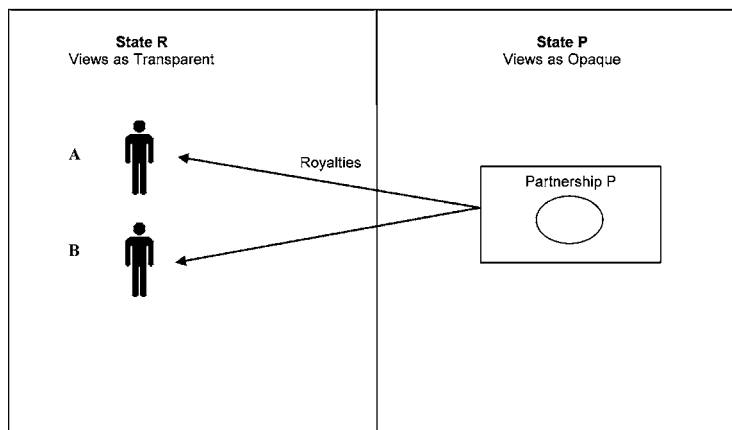 State R
Views as Transparent
State P
Views as Opaque
A
Royalties
Partnership P
B